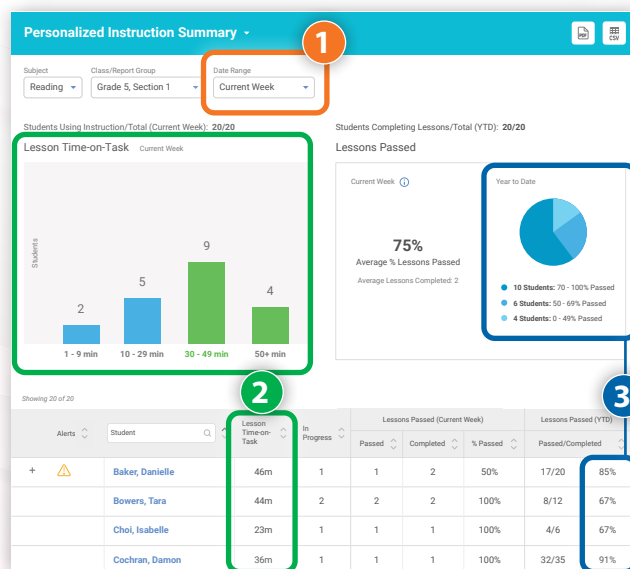 Personalized Instruction Summary
PDF
CSV
1
Subject
Class/Report Group
Date Range
Reading
Grade 5, Section 1
Current Week
Students Using Instruction/Total (Current Week): 20/20
Students Completing Lessons/Total (YTD): 20/20
Lesson Time-on-Task Current Week
Lessons Passed
Students
2
5
9
4
1 - 9 min
10 - 29 min
30 - 49 min
50+ min
Current Week
75%
Average % Lessons Passed
Average Lessons Completed: 2
Year to Date
10 Students: 70 - 100% Passed
6 Students: 50 - 69% Passed
4 Students: 0 - 49% Passed
2
3
Showing 20 of 20
Alerts
Student
Lesson
Time-on-
Task
In
Progress
Lessons Passed (Current Week)
Passed
Completed
% Passed
Lessons Passed (YTD)
Passed/Completed
+ Baker, Danielle 46m 1 1 2 50% 17/20 85%
Bowers, Tara 44m 2 2 2 100% 8/12 67%
Choi, Isabelle 23m 1 1 1 100% 4/6 67%
Cochran, Damon 36m 1 1 1 100% 32/35 91%